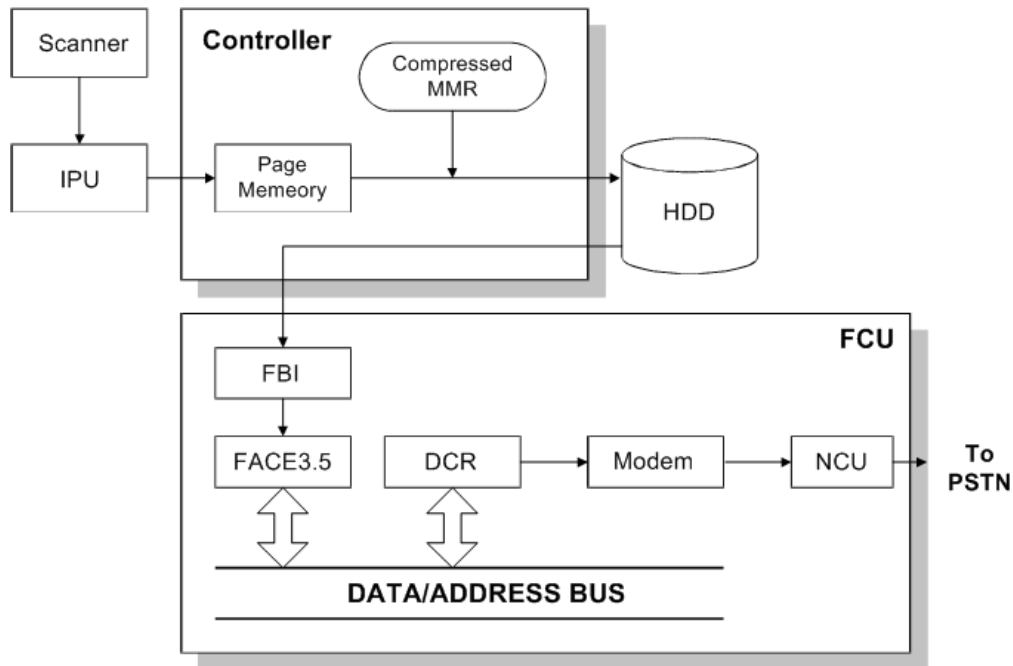 Scanner
Controller
Compressed
MMR
IPU
Page
Memeory
HDD
FCU
FBI
FACE3.5
DCR
Modem
NCU
To
PSTN
DATA/ADDRESS BUS